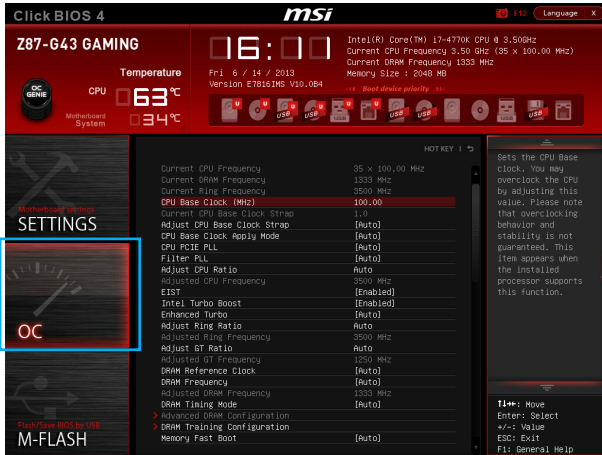 Click BIOS 4
msi
F12
Language X
Z87-G43 GAMING
16:11
Intel(R) Core(TM) i7-4770K CPU @ 3.50GHz
Current CPU Frequency 3.50 GHz (35 x 100.00 MHz)
Current DRAM Frequency 1333 MHz
Memory Size : 2048 MB
Fri 6 / 14 / 2013
Version E7816IMS V10.0B4
Boot device priority
Temperature
OC
GENIE
CPU 63°C
Motherboard
System 34°C
U U U USB U USB U U U USB U USB USB USB
HOT KEY
SETTINGS
Motherboard settings
OC
Flash/Save BIOS by USB
M-FLASH
Current CPU Frequency 35 x 100.00 MHz
Current DRAM Frequency 1333 MHz
Current Ring Frequency 3500 MHz
CPU Base Clock (MHz) 100.00
Current CPU Base Clock Strap 1.0
Adjust CPU Base Clock Strap [Auto]
CPU Base Clock Apply Mode [Auto]
CPU PCIE PLL [Auto]
Filter PLL [Auto]
Adjust CPU Ratio Auto
Adjusted CPU Frequency 3500 MHz
EIST [Enabled]
Intel Turbo Boost [Enabled]
Enhanced Turbo [Auto]
Adjust Ring Ratio Auto
Adjusted Ring Frequency 3500 MHz
Adjust GT Ratio Auto
Adjusted GT Frequency 1250 MHz
DRAM Reference Clock [Auto]
DRAM Frequency [Auto]
Adjusted DRAM Frequency 1333 MHz
DRAM Timing Mode [Auto]
> Advanced DRAM Configuration
> DRAM Training Configuration
Memory Fast Boot [Auto]
Sets the CPU Base
clock. You may
overclock the CPU
by adjusting this
value. Please note
that overclocking
behavior and
stability is not
guaranteed. This
item appears when
the installed
processor supports
this function.
↑↓→←: Move
Enter: Select
+/-: Value
ESC: Exit
F1: General Help